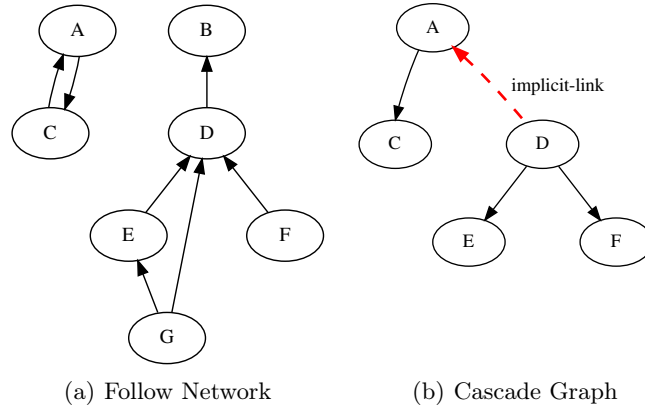 A
B
C
D
E
F
G
(a) Follow Network
A
implicit-link
C
D
E
F
(b) Cascade Graph